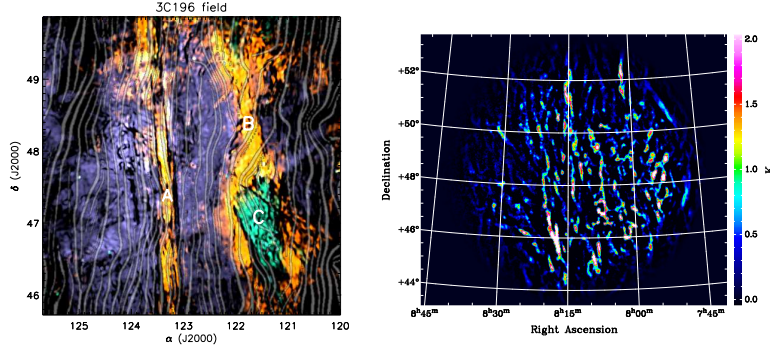 3C196 field
49
48
47
46
δ (J2000)
A
B
C
125 124 123 122 121 120
α (J2000)
+52°
+50°
+48°
+46°
+44°
Declination
8ʰ45ᵐ 8ʰ30ᵐ 8ʰ15ᵐ 8ʰ00ᵐ 7ʰ45ᵐ
Right Ascension
2.0
1.5
1.0
0.5
0.0
K